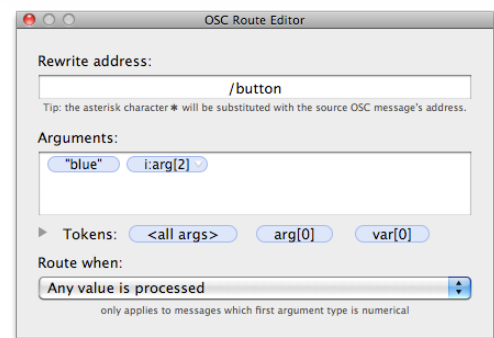 OSC Route Editor
Rewrite address:
/button
Tip: the asterisk character * will be substituted with the source OSC message's address.
Arguments:
"blue" i:arg[2]
Tokens: <all args> arg[0] var[0]
Route when:
Any value is processed
only applies to messages which first argument type is numerical